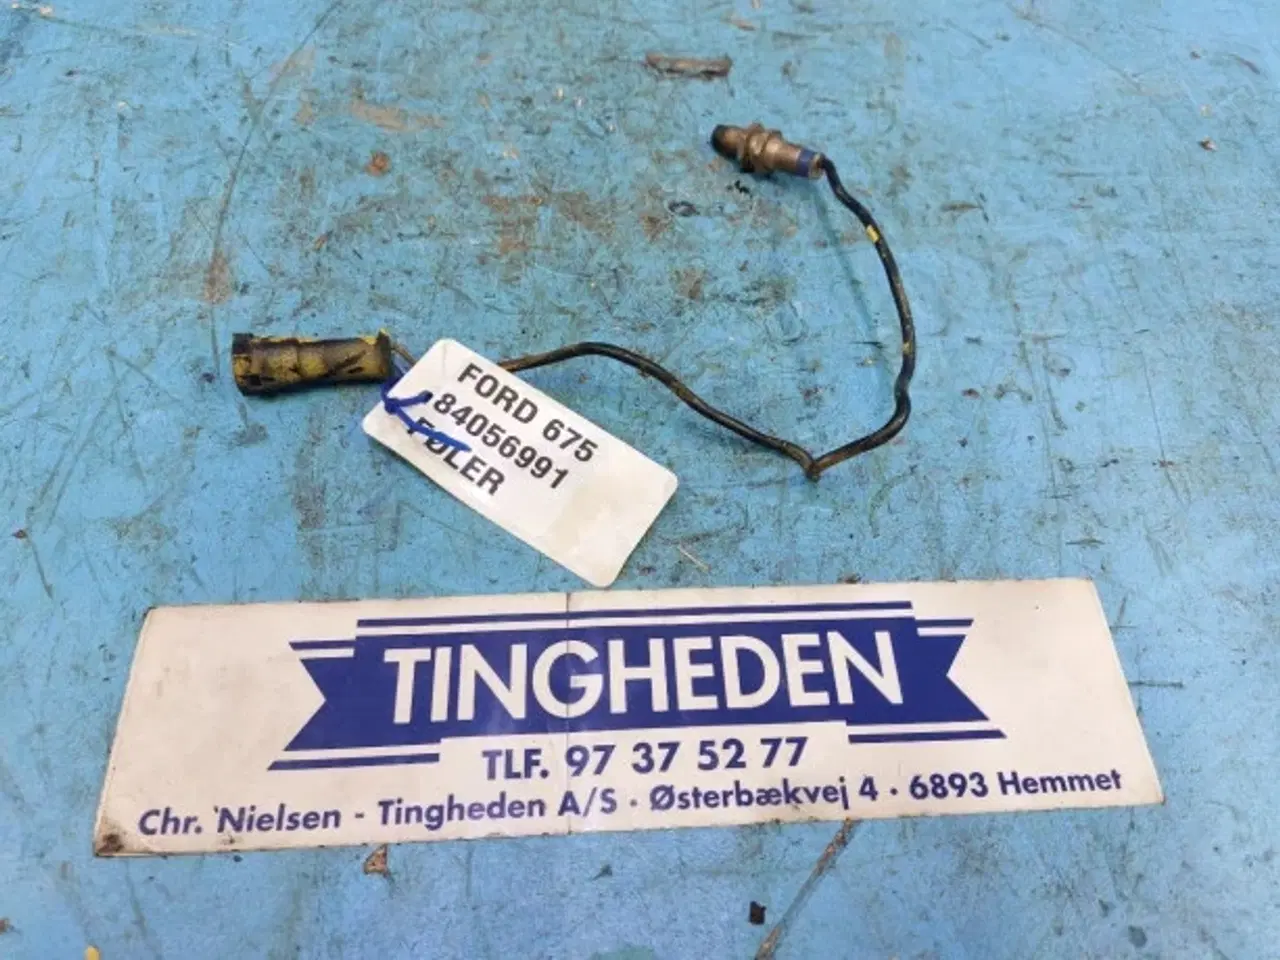 FORD 675
84056991
FØLER
TINGHEDEN
TLF. 97 37 52 77
Chr. Nielsen - Tingheden A/S · Østerbækvej 4 · 6893 Hemmet